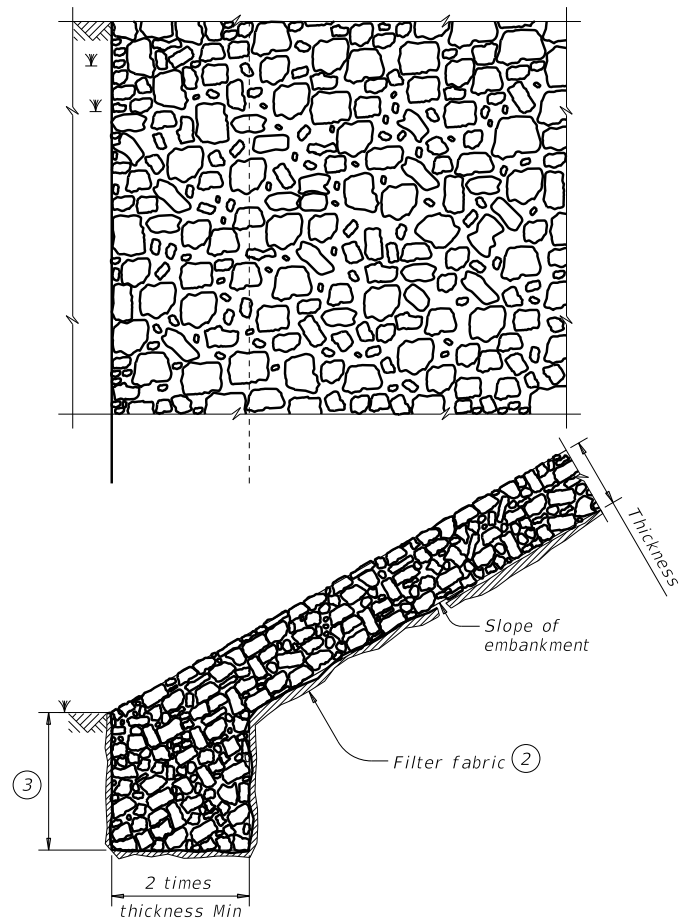 Thickness
Slope of
embankment
Filter fabric 2
3
2 times
thickness Min